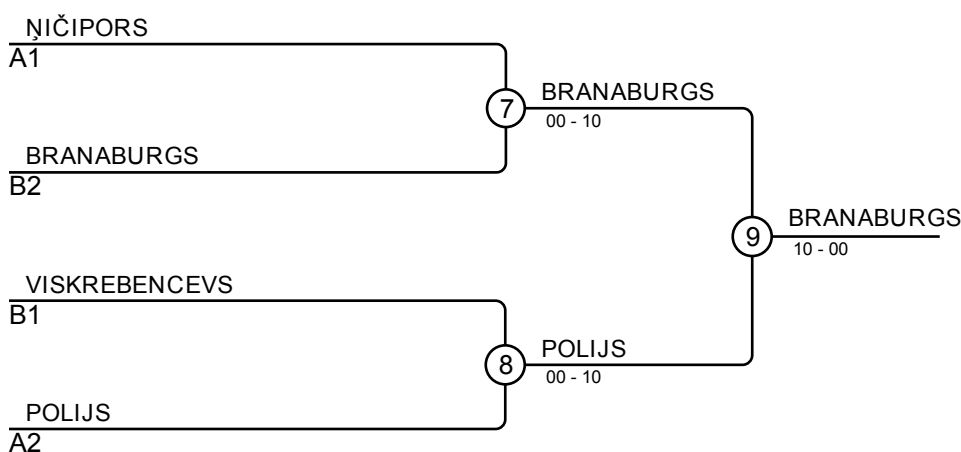 ŅIČIPORS
A1
7
BRANABURGS
00 - 10
BRANABURGS
B2
9
BRANABURGS
10 - 00
VISKREBENCEVS
B1
8
POLIJS
00 - 10
POLIJS
A2